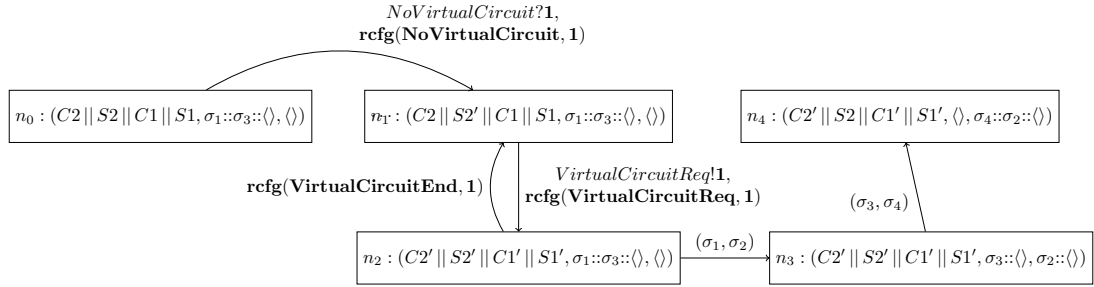 NoVirtualCircuit?1,
rcfg(NoVirtualCircuit, 1)
n₀ : (C2 || S2 || C1 || S1, σ₁::σ₃::⟨⟩, ⟨⟩)
n₁ : (C2 || S2′ || C1 || S1, σ₁::σ₃::⟨⟩, ⟨⟩)
n₄ : (C2′ || S2 || C1′ || S1′, ⟨⟩, σ₄::σ₂::⟨⟩)
rcfg(VirtualCircuitEnd, 1)
VirtualCircuitReq!1,
rcfg(VirtualCircuitReq, 1)
(σ₃, σ₄)
n₂ : (C2′ || S2′ || C1′ || S1′, σ₁::σ₃::⟨⟩, ⟨⟩)
(σ₁, σ₂)
n₃ : (C2′ || S2′ || C1′ || S1′, σ₃::⟨⟩, σ₂::⟨⟩)